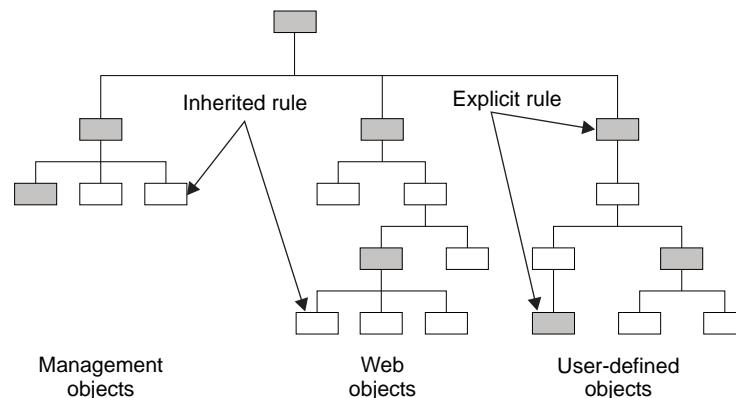 Inherited rule
Explicit rule
Management
objects
Web
objects
User-defined
objects